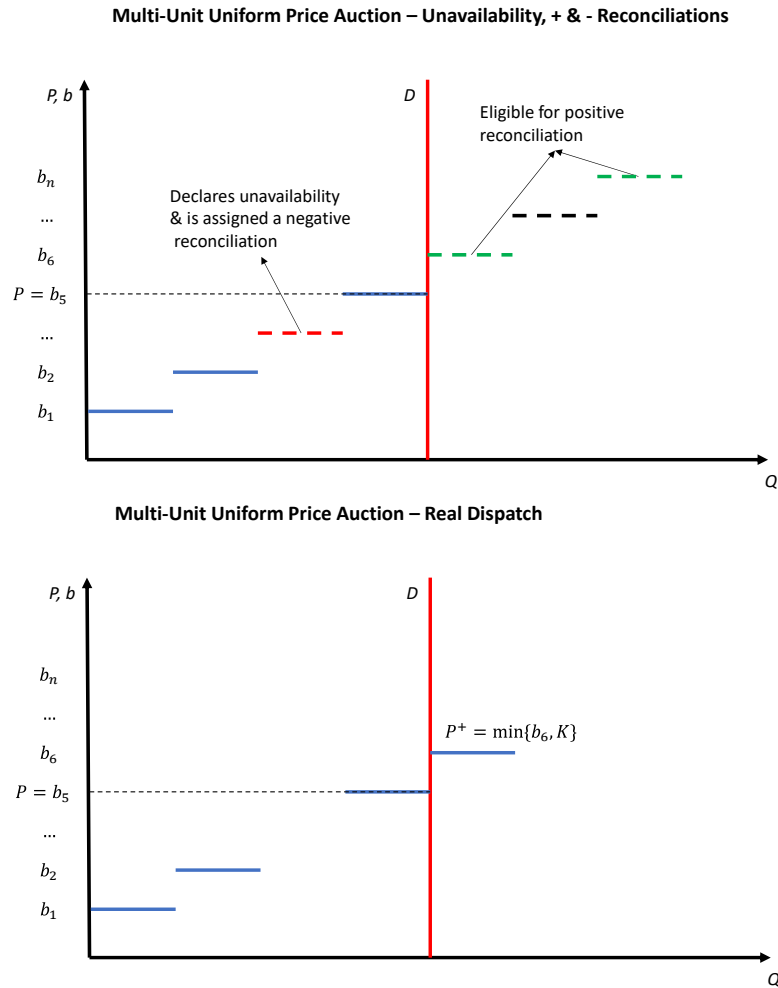 Multi-Unit Uniform Price Auction – Unavailability, + & - Reconciliations
P, b
D
Eligible for positive
reconciliation
b_n
Declares unavailability
& is assigned a negative
reconciliation
...
b_6
P = b_5
...
b_2
b_1
Q
Multi-Unit Uniform Price Auction – Real Dispatch
P, b
D
b_n
...
P^+ = min{b_6, K}
b_6
P = b_5
...
b_2
b_1
Q